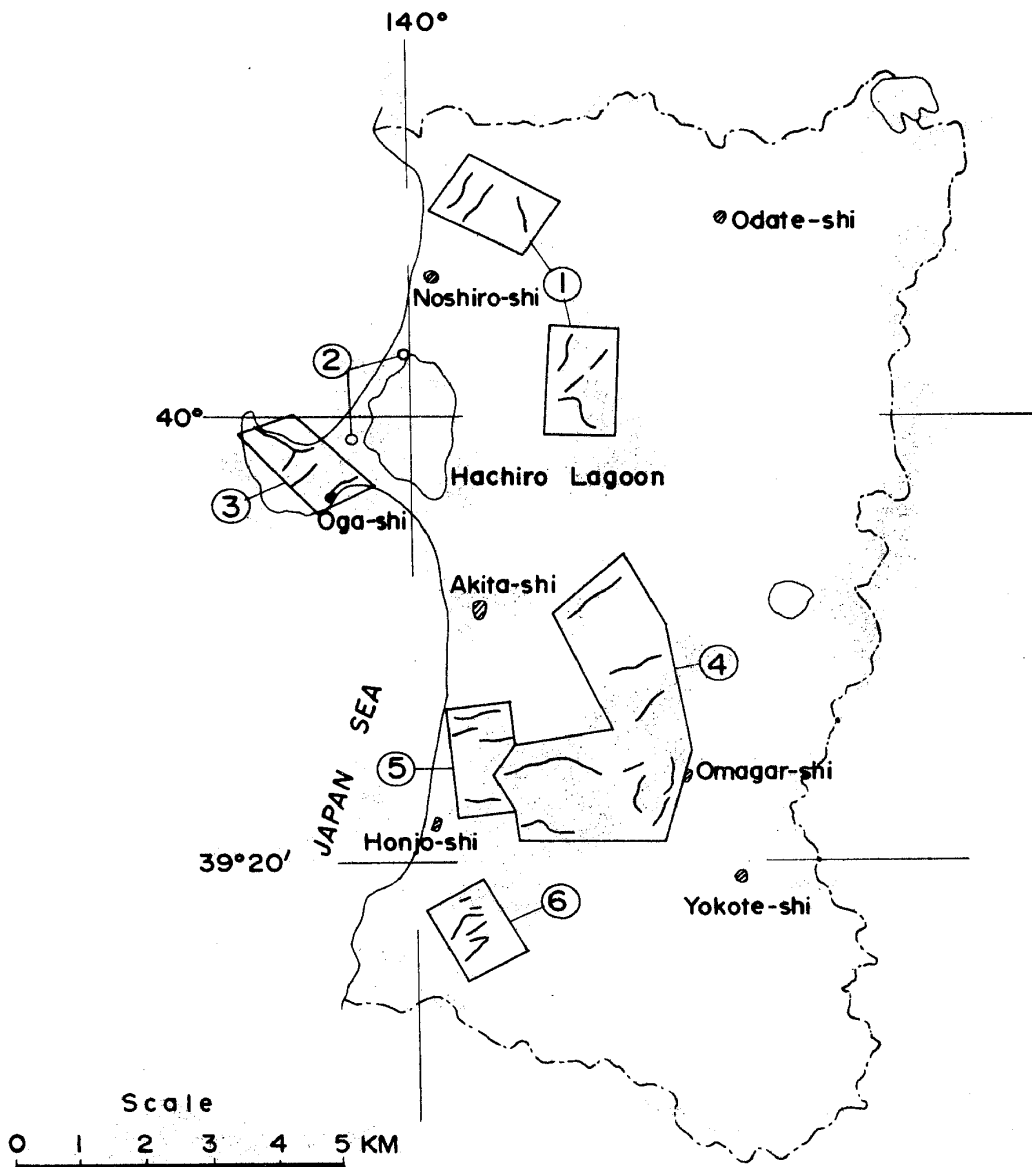 140°
Odate-shi
1
Noshiro-shi
2
40°
Hachiro Lagoon
3
Oga-shi
Akita-shi
4
JAPAN SEA
5
Omagar-shi
Honjo-shi
39°20'
Yokote-shi
6
Scale
0 1 2 3 4 5 KM